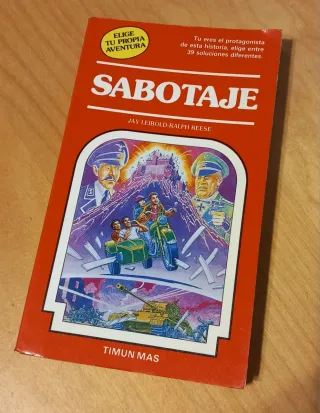 ELIGE
TU PROPIA
AVENTURA
Tu eres el protagonista
de esta historia, elige entre
39 soluciones diferentes.
SABOTAJE
JAY LEIBOLD-RALPH REESE
TIMUN MAS